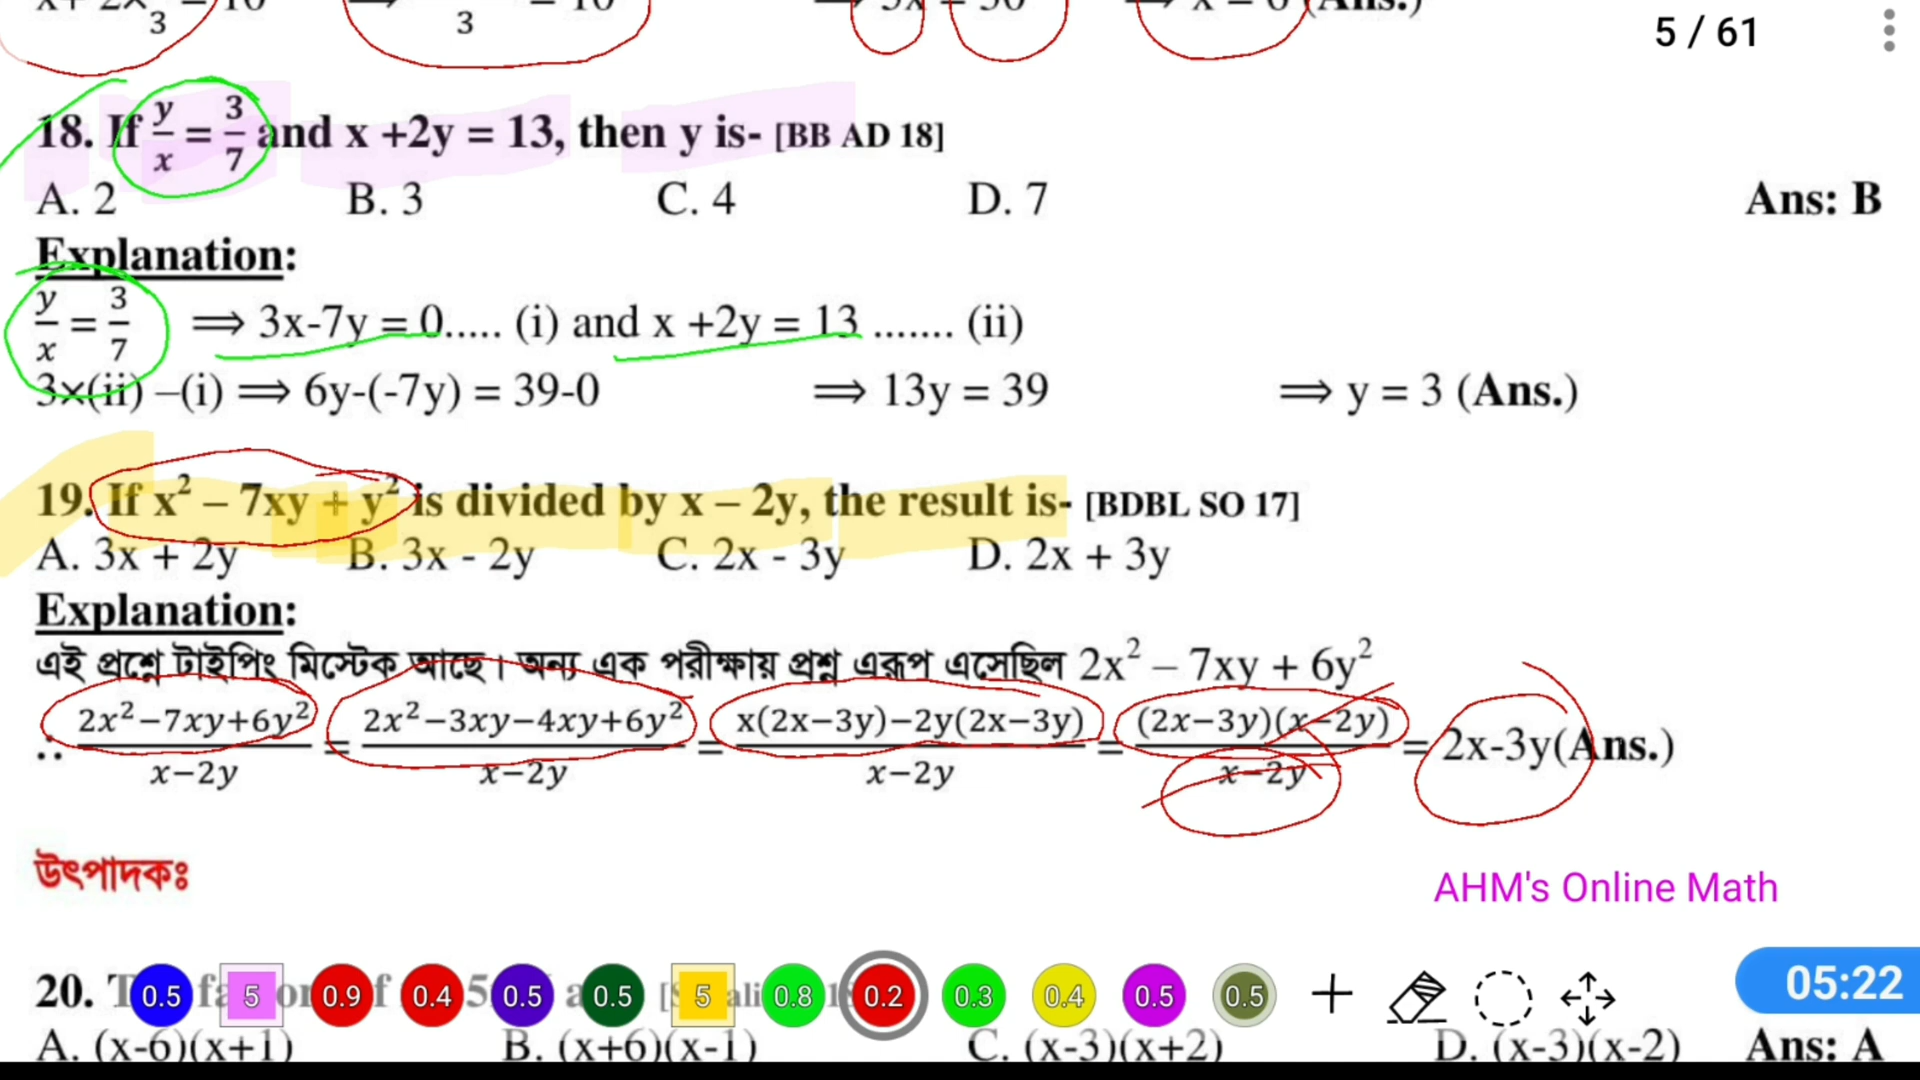 5 / 61
3 3
18. If y/x = 3/7 and x +2y = 13, then y is- [BB AD 18]
A. 2 B. 3 C. 4 D. 7 Ans: B
Explanation:
y/x = 3/7 ⟹ 3x-7y = 0..... (i) and x +2y = 13 ....... (ii)
3×(ii) –(i) ⟹ 6y-(-7y) = 39-0 ⟹ 13y = 39 ⟹ y = 3 (Ans.)
19. If x² – 7xy + y² is divided by x – 2y, the result is- [BDBL SO 17]
A. 3x + 2y B. 3x - 2y C. 2x - 3y D. 2x + 3y
Explanation:
এই প্রশ্নে টাইপিং মিস্টেক আছে। অন্য এক পরীক্ষায় প্রশ্ন এরূপ এসেছিল 2x² – 7xy + 6y²
∴ (2x²−7xy+6y²)/(x−2y) = (2x²−3xy−4xy+6y²)/(x−2y) = (x(2x−3y)−2y(2x−3y))/(x−2y) = ((2x−3y)(x−2y))/(x−2y) = 2x-3y(Ans.)
উৎপাদকঃ
AHM's Online Math
20.
0.5 5 0.9 0.4 0.5 0.5 5 0.8 0.2 0.3 0.4 0.5 0.5 05:22
A. (x-6)(x+1) B. (x+6)(x-1) C. (x-3)(x+2) D. (x-3)(x-2) Ans: A